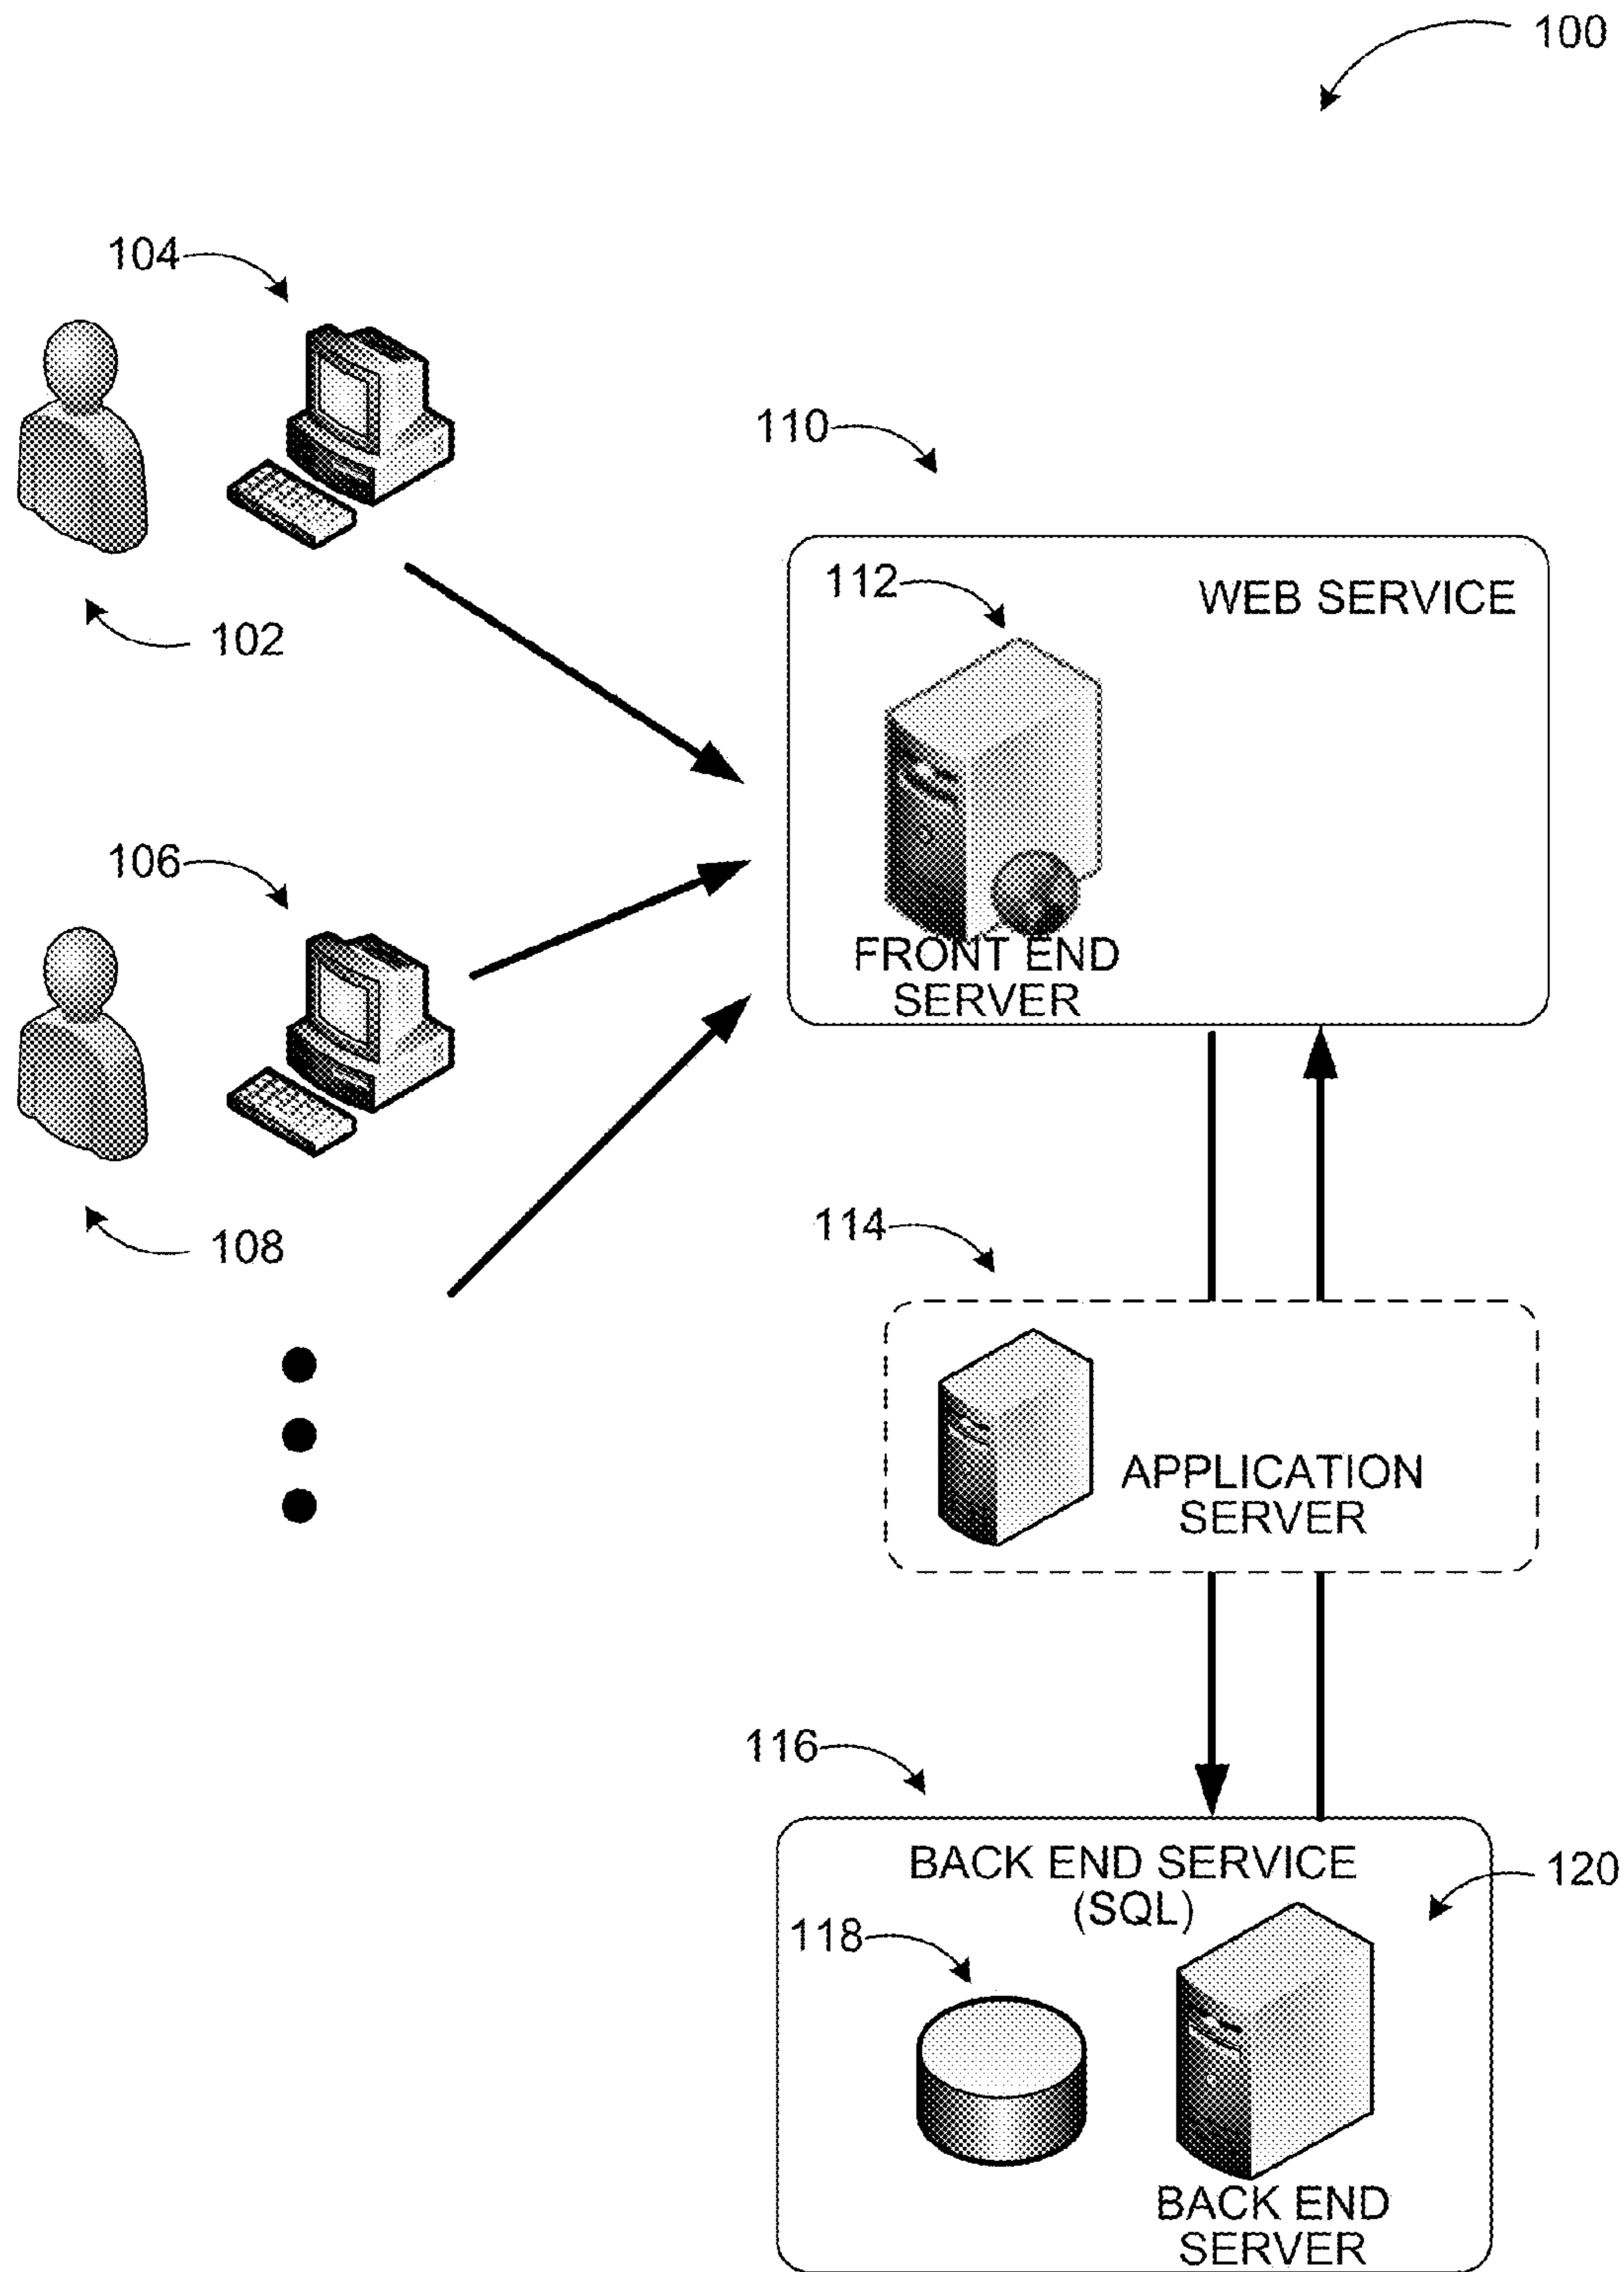 100
104
102
110
112
WEB SERVICE
FRONT END
SERVER
106
108
114
APPLICATION
SERVER
116
BACK END SERVICE
(SQL)
120
118
BACK END
SERVER